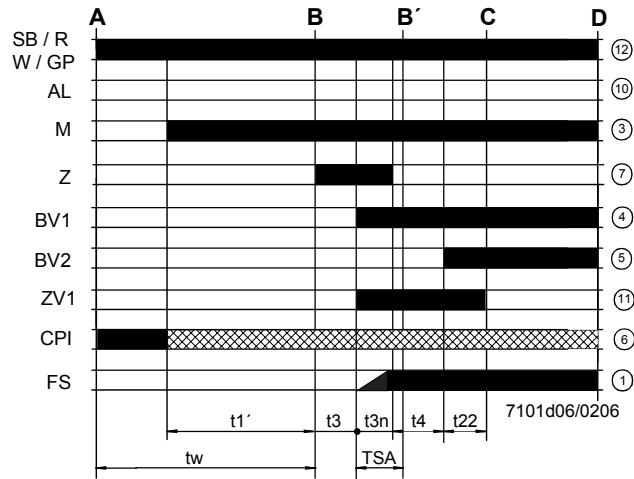 A B B´ C D
SB / R
W / GP 12
AL 10
M 3
Z 7
BV1 4
BV2 5
ZV1 11
CPI 6
FS 1
7101d06/0206
t1´ t3 t3n t4 t22
tw TSA